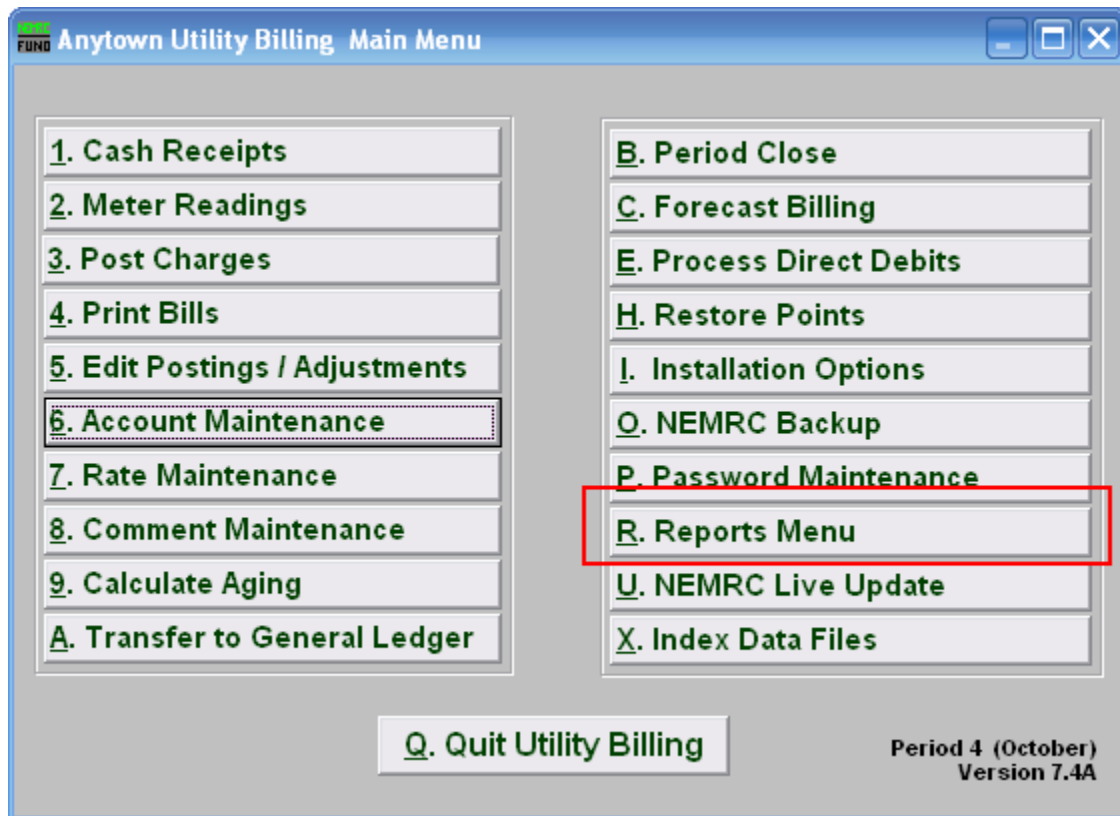 NEMRC
FUND Anytown Utility Billing Main Menu
1. Cash Receipts
2. Meter Readings
3. Post Charges
4. Print Bills
5. Edit Postings / Adjustments
6. Account Maintenance
7. Rate Maintenance
8. Comment Maintenance
9. Calculate Aging
A. Transfer to General Ledger
B. Period Close
C. Forecast Billing
E. Process Direct Debits
H. Restore Points
I. Installation Options
O. NEMRC Backup
P. Password Maintenance
R. Reports Menu
U. NEMRC Live Update
X. Index Data Files
Q. Quit Utility Billing
Period 4 (October)
Version 7.4A